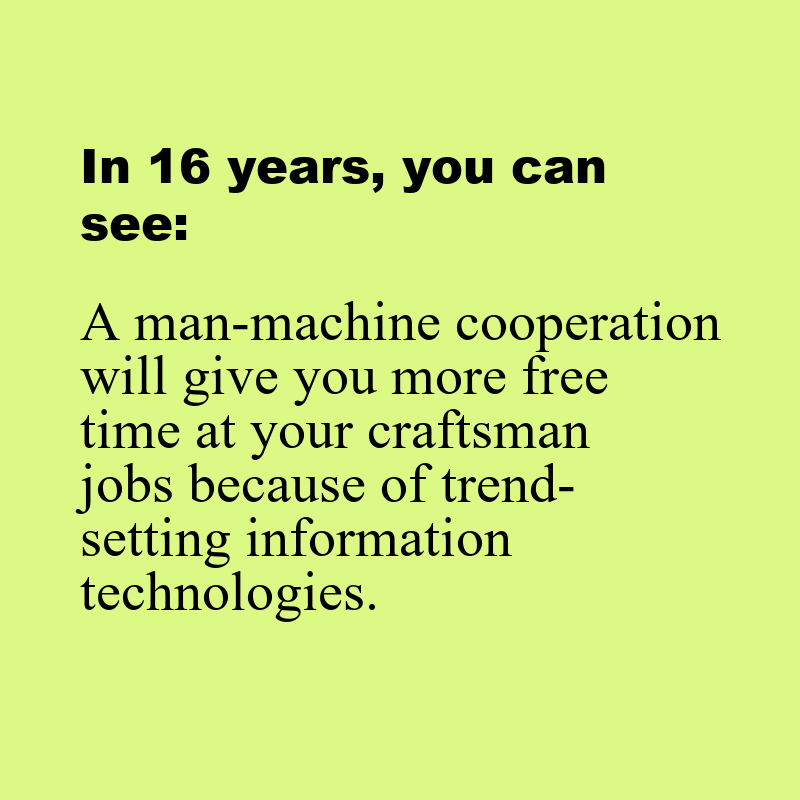 In 16 years, you can
see:
A man-machine cooperation
will give you more free
time at your craftsman
jobs because of trend-
setting information
technologies.